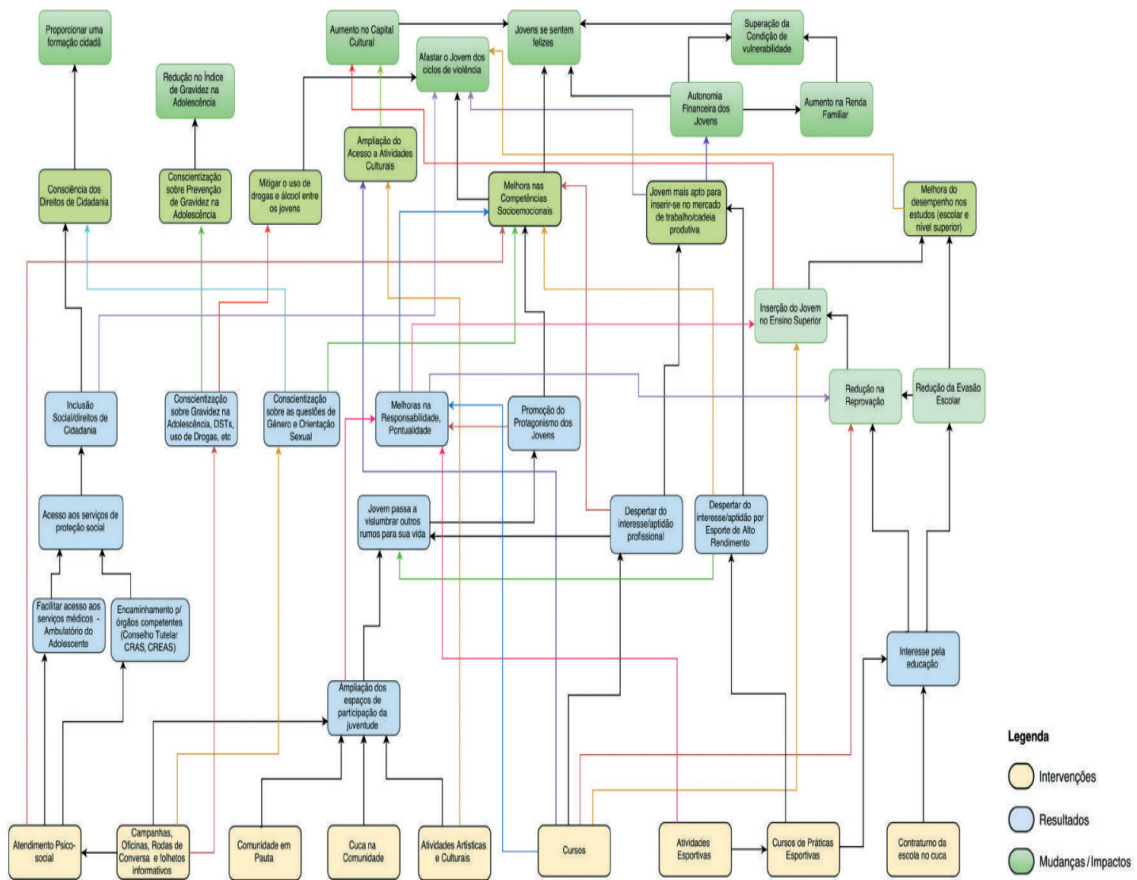 Proporcionar uma
formação cidadã
Aumento no Capital
Cultural
Jovens se sentem
felizes
Superação da
Condição de
vulnerabilidade
Afastar o Jovem dos
ciclos de violência
Redução no Índice
de Gravidez na
Adolescência
Autonomia
Financeira dos
Jovens
Aumento na Renda
Familiar
Ampliação do
Acesso a Atividades
Culturais
Consciência dos
Direitos de Cidadania
Conscientização
sobre Prevenção
de Gravidez na
Adolescência
Mitigar o uso de
drogas e álcool entre
os jovens
Melhora nas
Competências
Socioemocionais
Jovem mais apto para
inserir-se no mercado
de trabalho/cadeia
produtiva
Melhora do
desempenho nos
estudos (escolar e
nível superior)
Inserção do Jovem
no Ensino Superior
Inclusão
Social/direitos de
Cidadania
Conscientização
sobre Gravidez na
Adolescência, DSTs,
uso de Drogas, etc
Conscientização
sobre as questões de
Gênero e Orientação
Sexual
Melhoras na
Responsabilidade,
Pontualidade
Promoção do
Protagonismo dos
Jovens
Redução na
Reprovação
Redução da Evasão
Escolar
Acesso aos serviços de
proteção social
Jovem passa a
vislumbrar outros
rumos para sua vida
Despertar do
interesse/aptidão
profissional
Despertar do
interesse/aptidão por
Esporte de Alto
Rendimento
Facilitar acesso aos
serviços médicos -
Ambulatório do
Adolescente
Encaminhamento p/
órgãos competentes
(Conselho Tutelar
CRAS, CREAS)
Interesse pela
educação
Ampliação dos
espaços de
participação da
juventude
Legenda
Intervenções
Resultados
Mudanças/Impactos
Atendimento Psico-
social
Campanhas,
Oficinas, Rodas de
Conversa e folhetos
informativos
Comunidade em
Pauta
Cuca na
Comunidade
Atividades Artísticas
e Culturais
Cursos
Atividades
Esportivas
Cursos de Práticas
Esportivas
Contraturno da
escola no cuca